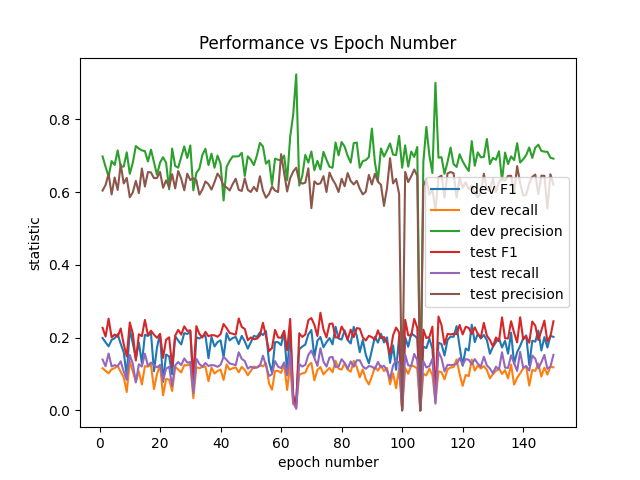 Performance vs Epoch Number
statistic
0.8
0.6
0.4
0.2
0.0
dev F1
dev recall
dev precision
test F1
test recall
test precision
0 20 40 60 80 100 120 140
epoch number